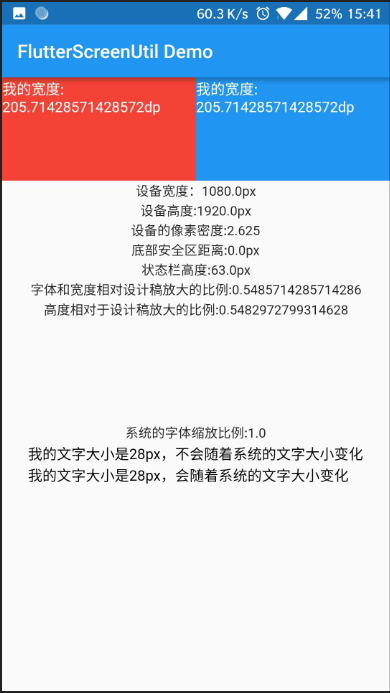 60.3 K/s 52% 15:41
FlutterScreenUtil Demo
我的宽度:
205.71428571428572dp
我的宽度:
205.71428571428572dp
设备宽度：1080.0px
设备高度:1920.0px
设备的像素密度:2.625
底部安全区距离:0.0px
状态栏高度:63.0px
字体和宽度相对设计稿放大的比例:0.5485714285714286
高度相对于设计稿放大的比例:0.5482972799314628
系统的字体缩放比例:1.0
我的文字大小是28px，不会随着系统的文字大小变化
我的文字大小是28px，会随着系统的文字大小变化